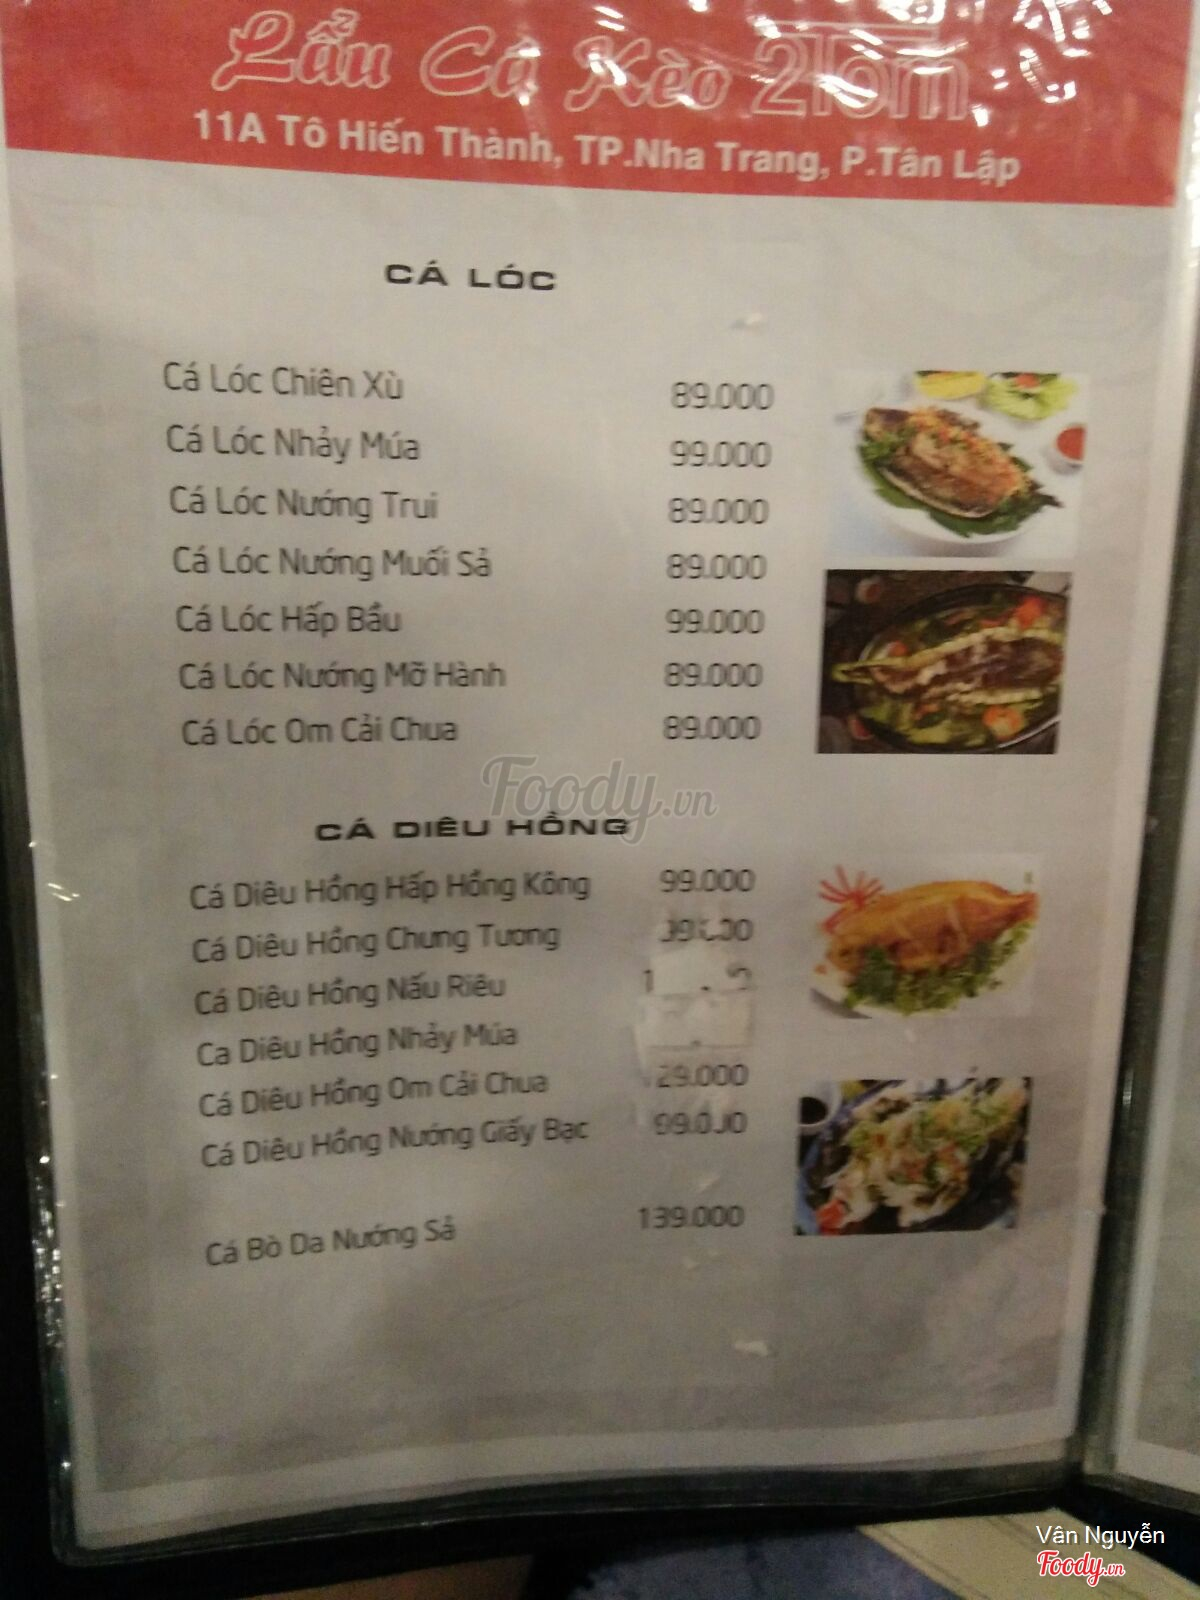 Lẩu Cá Kèo 2Tôm
11A Tô Hiến Thành, TP.Nha Trang, P.Tân Lập
CÁ LÓC
Cá Lóc Chiên Xù 89.000
Cá Lóc Nhảy Múa 99.000
Cá Lóc Nướng Trui 89.000
Cá Lóc Nướng Muối Sả 89.000
Cá Lóc Hấp Bầu 99.000
Cá Lóc Nướng Mỡ Hành 89.000
Cá Lóc Om Cải Chua 89.000
Foody.vn
CÁ DIÊU HỒNG
Cá Diêu Hồng Hấp Hồng Kông 99.000
Cá Diêu Hồng Chưng Tương
Cá Diêu Hồng Nấu Riêu
Ca Diêu Hồng Nhảy Múa
Cá Diêu Hồng Om Cải Chua 29.000
Cá Diêu Hồng Nướng Giấy Bạc 99.000
Cá Bò Da Nướng Sả 139.000
Vân Nguyễn
Foody.vn